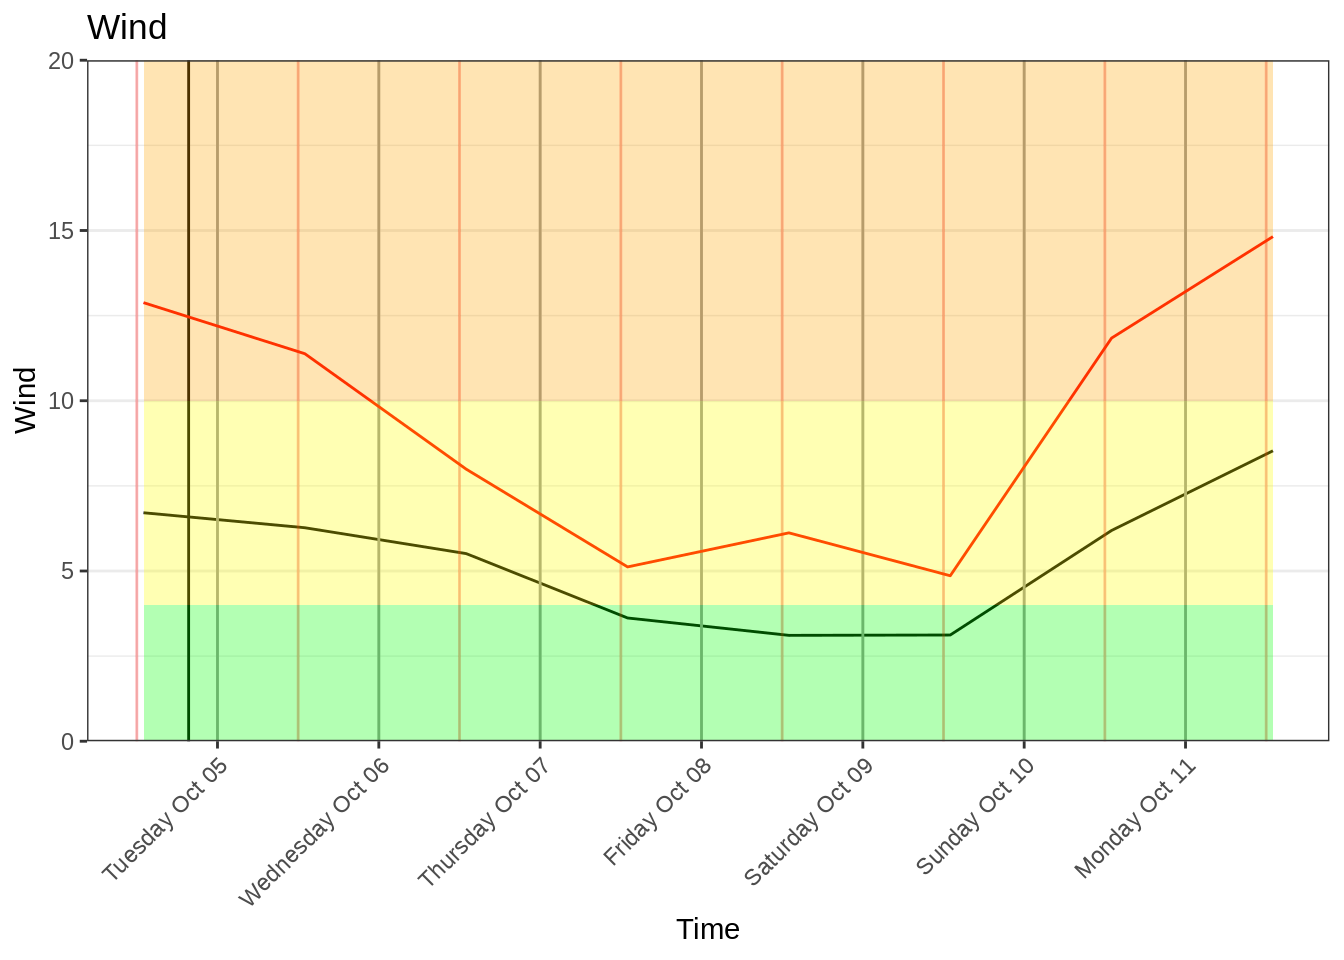 Wind
20
15
10
5
0
Wind
Tuesday Oct 05
Wednesday Oct 06
Thursday Oct 07
Friday Oct 08
Saturday Oct 09
Sunday Oct 10
Monday Oct 11
Time